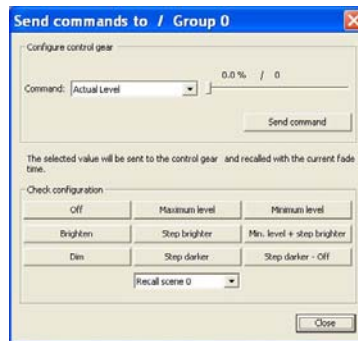 Send commands to / Group 0
Configure control gear
0.0 % / 0
Command: Actual Level
Send command
The selected value will be sent to the control gear and recalled with the current fade
time.
Check configuration
Off Maximum level Minimum level
Brighten Step brighter Min. level + step brighter
Dim Step darker Step darker - Off
Recall scene 0
Close